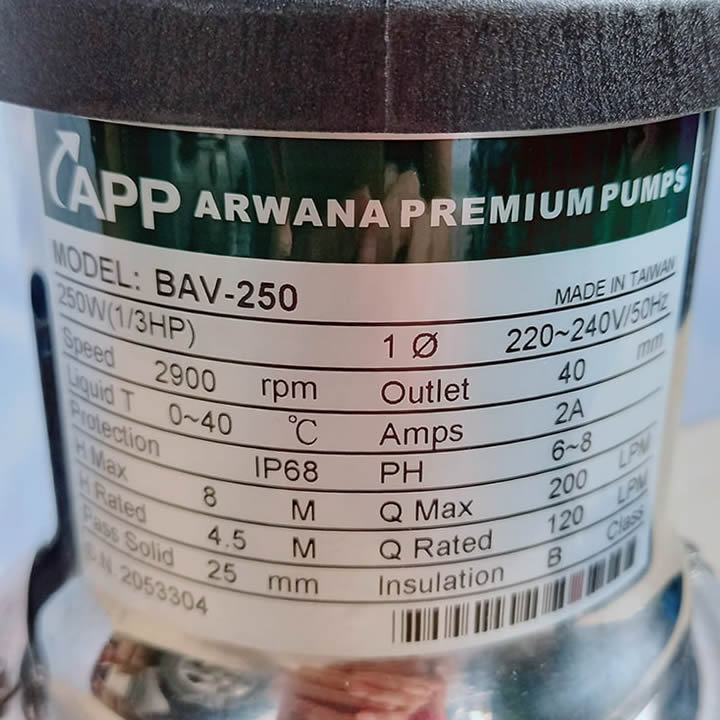 APP ARWANA PREMIUM PUMPS
MODEL: BAV-250 MADE IN TAIWAN
250W(1/3HP) 1 Ø 220~240V/50Hz
Speed 2900 rpm Outlet 40 mm
Liquid T 0~40 °C Amps 2A
Protection IP68 PH 6~8
H Max 8 M Q Max 200 LPM
H Rated 4.5 M Q Rated 120 LPM
Pass Solid 25 mm Insulation B Class
S.N. 2053304